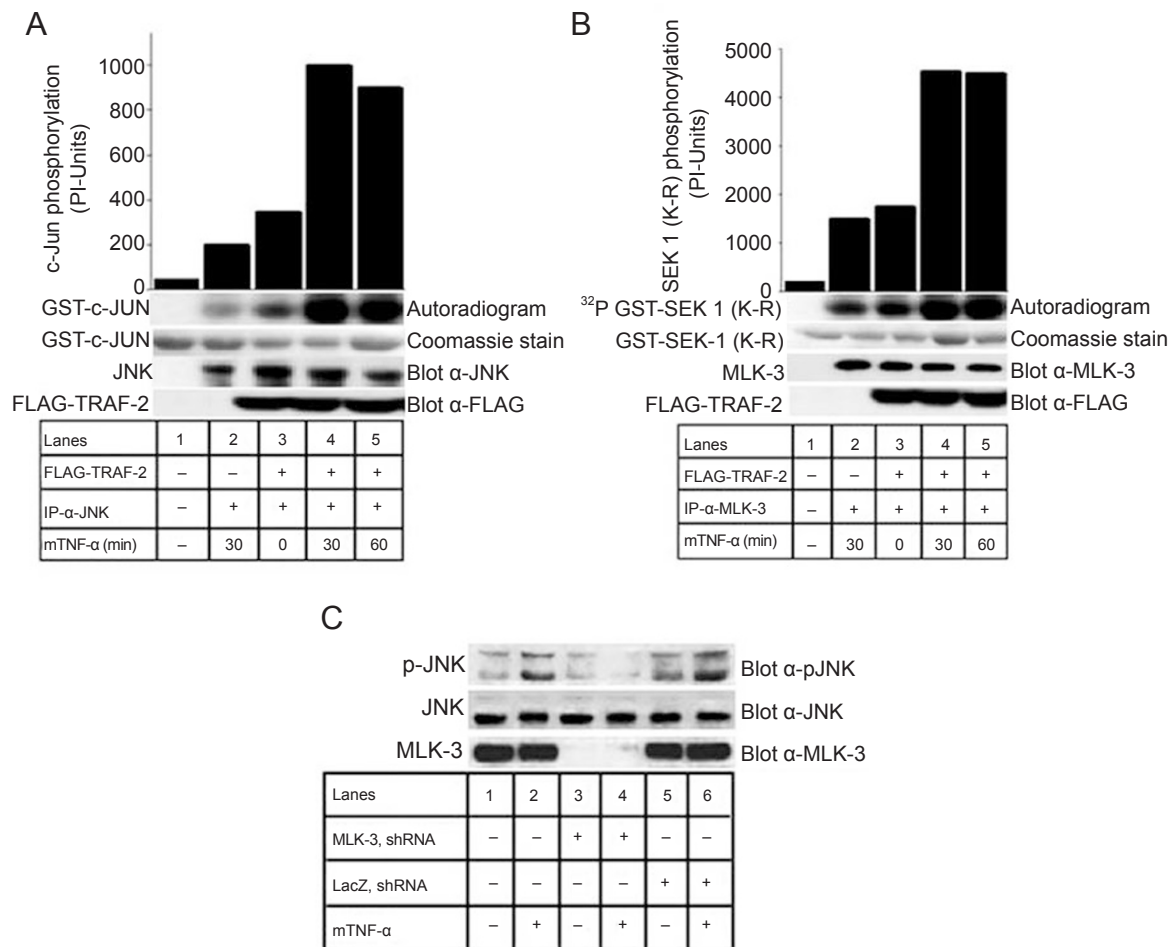 A
c-Jun phosphorylation
(PI-Units)
1000
800
600
400
200
0
GST-c-JUN Autoradiogram
GST-c-JUN Coomassie stain
JNK Blot α-JNK
FLAG-TRAF-2 Blot α-FLAG
Lanes 1 2 3 4 5
FLAG-TRAF-2 – – + + +
IP-α-JNK – + + + +
mTNF-α (min) – 30 0 30 60
B
SEK 1 (K-R) phosphorylation
(PI-Units)
5000
4000
3000
2000
1000
0
³²P GST-SEK 1 (K-R) Autoradiogram
GST-SEK-1 (K-R) Coomassie stain
MLK-3 Blot α-MLK-3
FLAG-TRAF-2 Blot α-FLAG
Lanes 1 2 3 4 5
FLAG-TRAF-2 – – + + +
IP-α-MLK-3 – + + + +
mTNF-α (min) – 30 0 30 60
C
p-JNK Blot α-pJNK
JNK Blot α-JNK
MLK-3 Blot α-MLK-3
Lanes 1 2 3 4 5 6
MLK-3, shRNA – – + + – –
LacZ, shRNA – – – – + +
mTNF-α – + – + – +